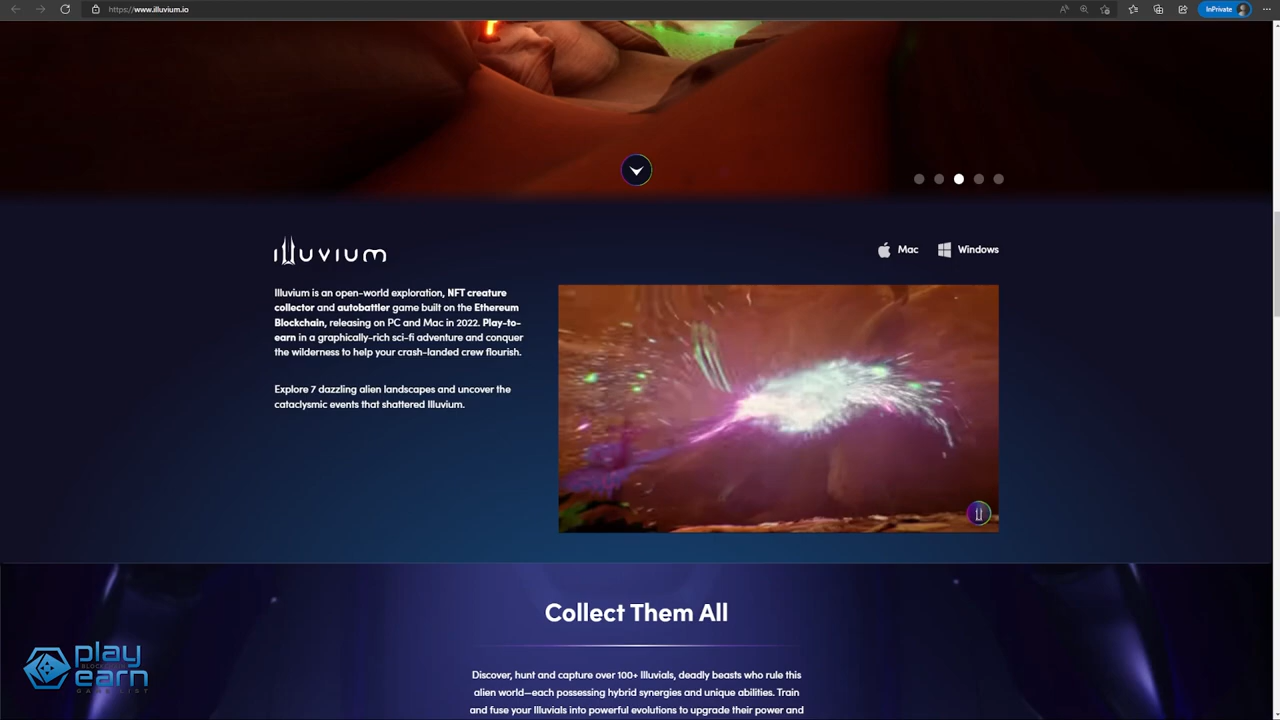 https://www.illuvium.io
InPrivate
illuvium
Mac
Windows
Illuvium is an open-world exploration, NFT creature
collector and autobattler game built on the Ethereum
Blockchain, releasing on PC and Mac in 2022. Play-to-
earn in a graphically-rich sci-fi adventure and conquer
the wilderness to help your crash-landed crew flourish.
Explore 7 dazzling alien landscapes and uncover the
cataclysmic events that shattered Illuvium.
Collect Them All
Discover, hunt and capture over 100+ Illuvials, deadly beasts who rule this
alien world—each possessing hybrid synergies and unique abilities. Train
and fuse your Illuvials into powerful evolutions to upgrade their power and
play
BLOCKCHAIN
earn
GAME LIST